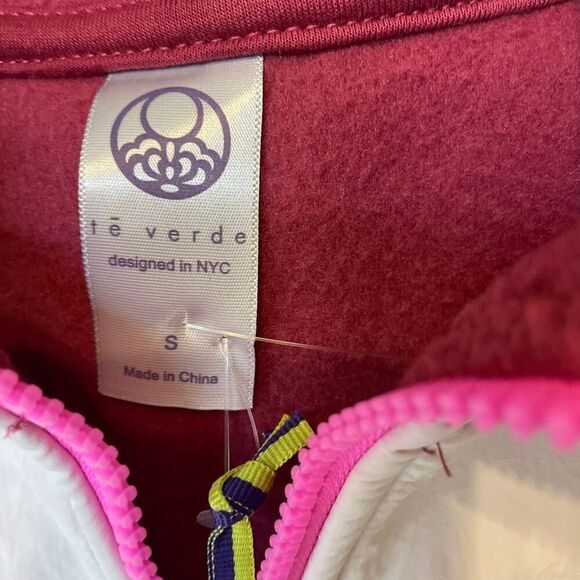 tē verde
designed in NYC
S
Made in China